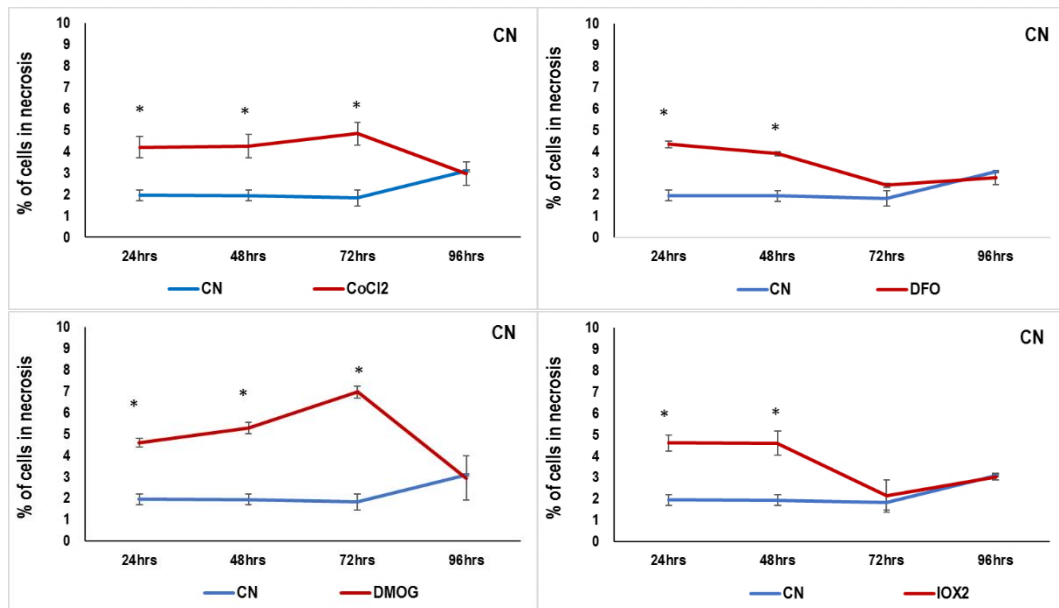 CN
% of cells in necrosis
10
9
8
7
6
5
4
3
2
1
0
* * *
24hrs 48hrs 72hrs 96hrs
CN CoCl2
CN
% of cells in necrosis
10
9
8
7
6
5
4
3
2
1
0
* *
24hrs 48hrs 72hrs 96hrs
CN DFO
CN
% of cells in necrosis
10
9
8
7
6
5
4
3
2
1
0
* * *
24hrs 48hrs 72hrs 96hrs
CN DMOG
CN
% of cells in necrosis
10
9
8
7
6
5
4
3
2
1
0
* *
24hrs 48hrs 72hrs 96hrs
CN IOX2